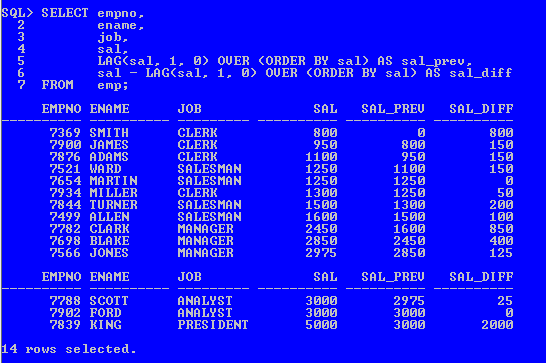 SQL> SELECT empno,
2 ename,
3 job,
4 sal,
5 LAG(sal, 1, 0) OVER (ORDER BY sal) AS sal_prev,
6 sal - LAG(sal, 1, 0) OVER (ORDER BY sal) AS sal_diff
7 FROM emp;
EMPNO ENAME JOB SAL SAL_PREV SAL_DIFF
---------- ---------- --------- ---------- ---------- ----------
7369 SMITH CLERK 800 0 800
7900 JAMES CLERK 950 800 150
7876 ADAMS CLERK 1100 950 150
7521 WARD SALESMAN 1250 1100 150
7654 MARTIN SALESMAN 1250 1250 0
7934 MILLER CLERK 1300 1250 50
7844 TURNER SALESMAN 1500 1300 200
7499 ALLEN SALESMAN 1600 1500 100
7782 CLARK MANAGER 2450 1600 850
7698 BLAKE MANAGER 2850 2450 400
7566 JONES MANAGER 2975 2850 125
EMPNO ENAME JOB SAL SAL_PREV SAL_DIFF
---------- ---------- --------- ---------- ---------- ----------
7788 SCOTT ANALYST 3000 2975 25
7902 FORD ANALYST 3000 3000 0
7839 KING PRESIDENT 5000 3000 2000
14 rows selected.